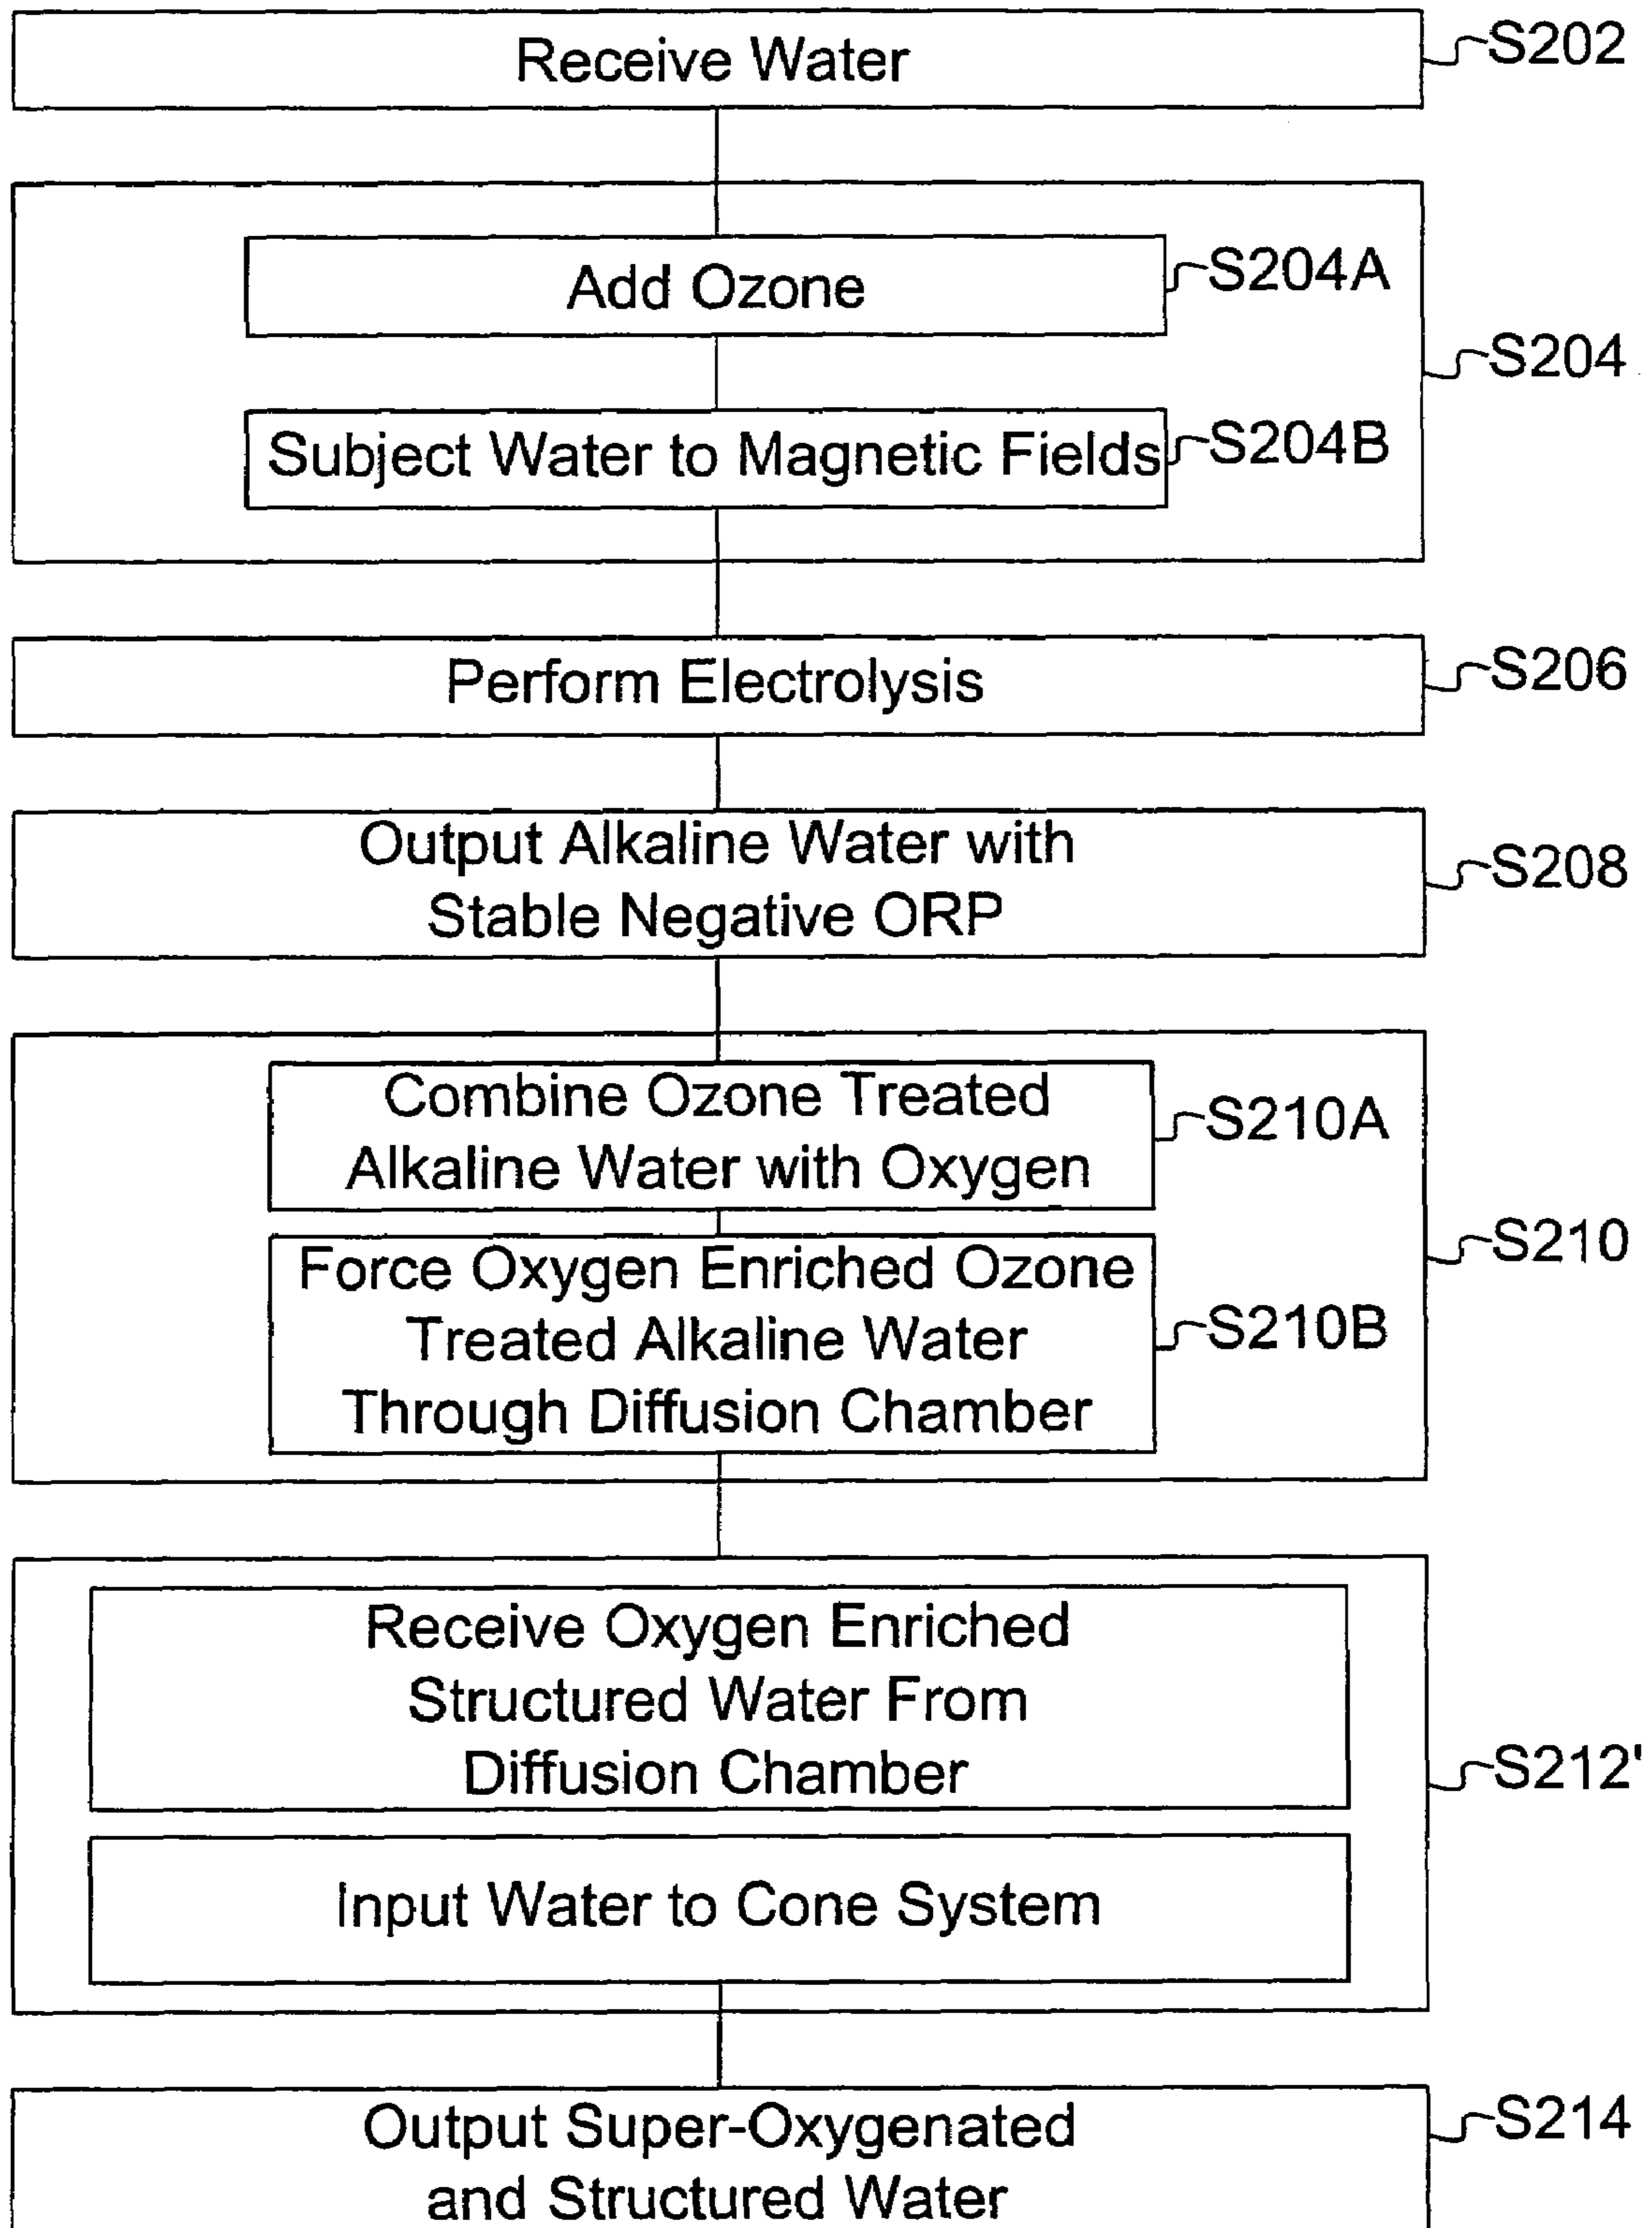 Receive Water
S202
Add Ozone
S204A
S204
Subject Water to Magnetic Fields
S204B
Perform Electrolysis
S206
Output Alkaline Water with
Stable Negative ORP
S208
Combine Ozone Treated
Alkaline Water with Oxygen
S210A
S210
Force Oxygen Enriched Ozone
Treated Alkaline Water
Through Diffusion Chamber
S210B
Receive Oxygen Enriched
Structured Water From
Diffusion Chamber
S212'
Input Water to Cone System
Output Super-Oxygenated
and Structured Water
S214